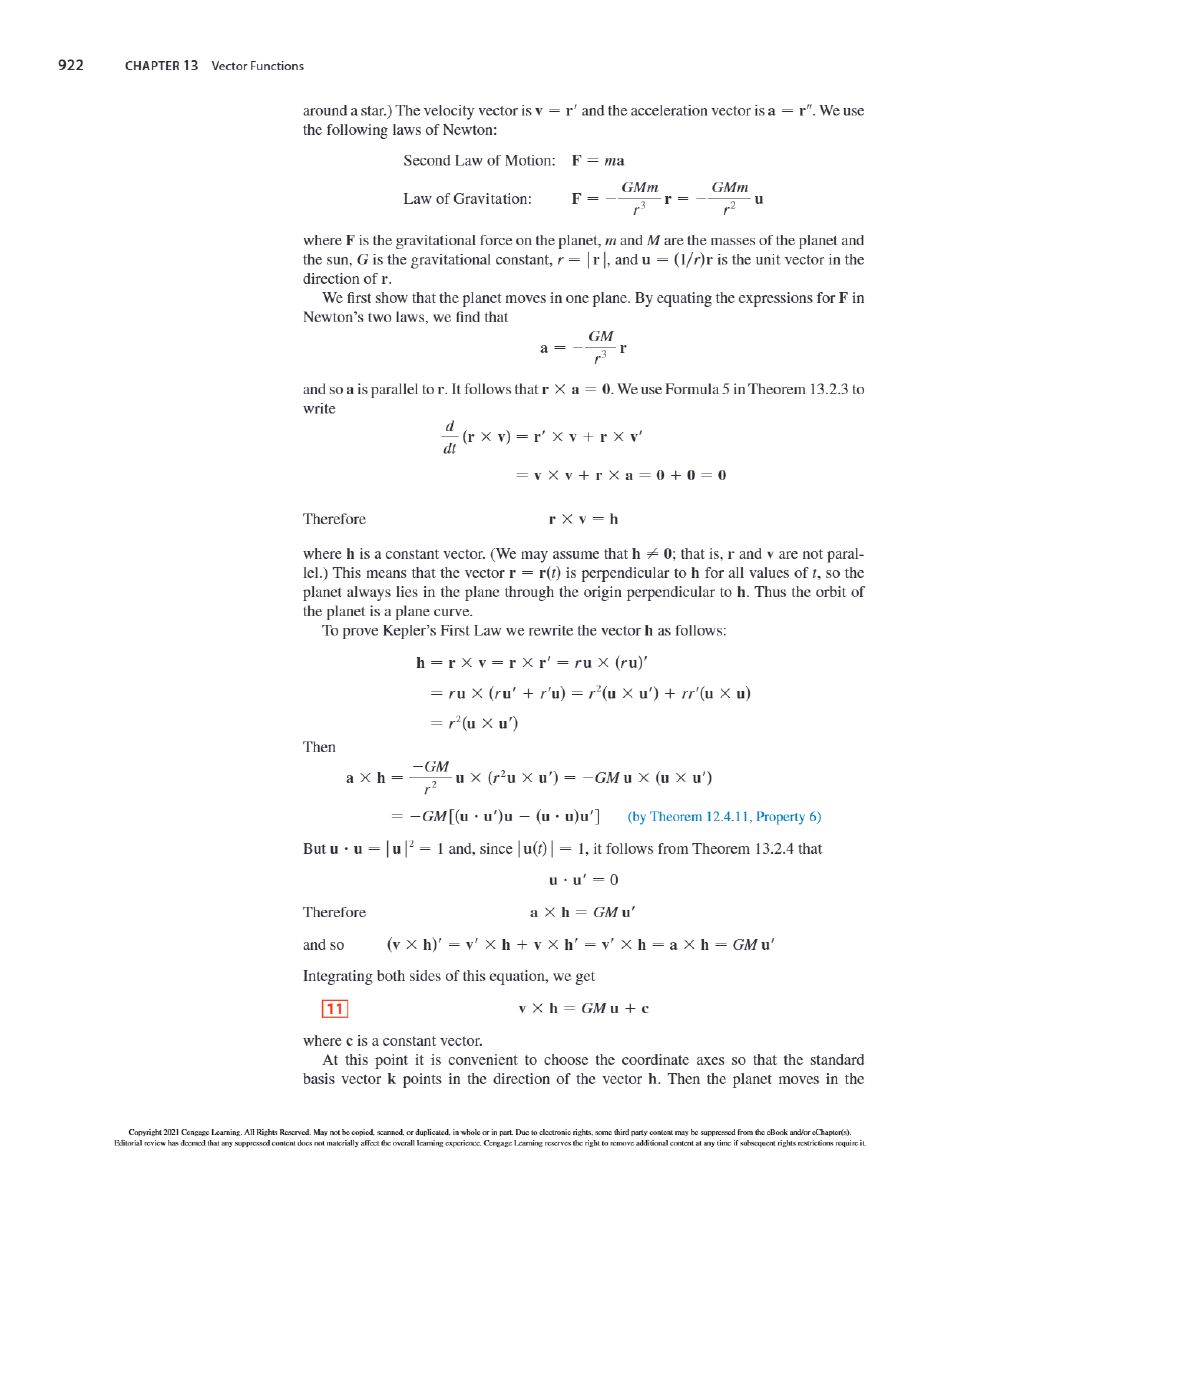 922 CHAPTER 13 Vector Functions
around a star.) The velocity vector is v = r′ and the acceleration vector is a = r″. We use
the following laws of Newton:
Second Law of Motion: F = ma
Law of Gravitation: F = −(GMm/r³) r = −(GMm/r²) u
where F is the gravitational force on the planet, m and M are the masses of the planet and
the sun, G is the gravitational constant, r = |r|, and u = (1/r)r is the unit vector in the
direction of r.
We first show that the planet moves in one plane. By equating the expressions for F in
Newton’s two laws, we find that
a = −(GM/r³) r
and so a is parallel to r. It follows that r × a = 0. We use Formula 5 in Theorem 13.2.3 to
write
d/dt (r × v) = r′ × v + r × v′
= v × v + r × a = 0 + 0 = 0
Therefore r × v = h
where h is a constant vector. (We may assume that h ≠ 0; that is, r and v are not paral-
lel.) This means that the vector r = r(t) is perpendicular to h for all values of t, so the
planet always lies in the plane through the origin perpendicular to h. Thus the orbit of
the planet is a plane curve.
To prove Kepler’s First Law we rewrite the vector h as follows:
h = r × v = r × r′ = ru × (ru)′
= ru × (ru′ + r′u) = r²(u × u′) + rr′(u × u)
= r²(u × u′)
Then
a × h = (−GM/r²) u × (r²u × u′) = −GM u × (u × u′)
= −GM[(u · u′)u − (u · u)u′] (by Theorem 12.4.11, Property 6)
But u · u = |u|² = 1 and, since |u(t)| = 1, it follows from Theorem 13.2.4 that
u · u′ = 0
Therefore a × h = GM u′
and so (v × h)′ = v′ × h + v × h′ = v′ × h = a × h = GM u′
Integrating both sides of this equation, we get
11 v × h = GM u + c
where c is a constant vector.
At this point it is convenient to choose the coordinate axes so that the standard
basis vector k points in the direction of the vector h. Then the planet moves in the
Copyright 2021 Cengage Learning. All Rights Reserved. May not be copied, scanned, or duplicated, in whole or in part. Due to electronic rights, some third party content may be suppressed from the eBook and/or eChapter(s).
Editorial review has deemed that any suppressed content does not materially affect the overall learning experience. Cengage Learning reserves the right to remove additional content at any time if subsequent rights restrictions require it.